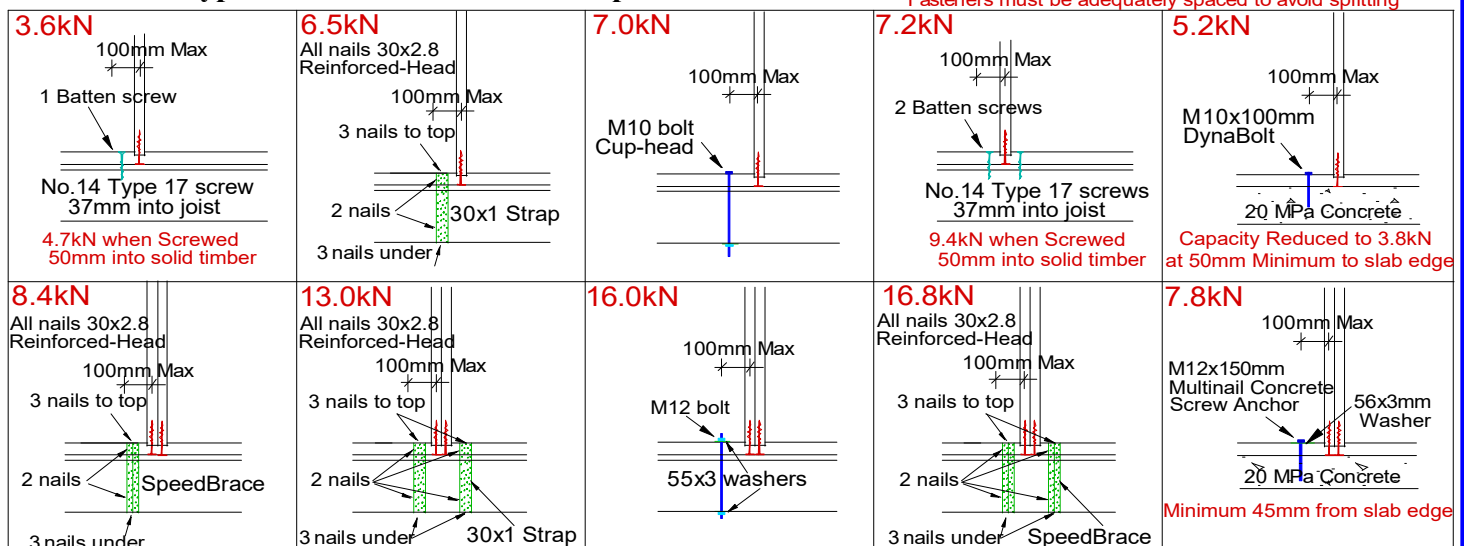 Fasteners must be adequately spaced to avoid splitting
3.6kN
100mm Max
1 Batten screw
No.14 Type 17 screw
37mm into joist
4.7kN when Screwed
50mm into solid timber
6.5kN
All nails 30x2.8
Reinforced-Head
100mm Max
3 nails to top
2 nails
30x1 Strap
3 nails under
7.0kN
100mm Max
M10 bolt
Cup-head
7.2kN
100mm Max
2 Batten screws
No.14 Type 17 screws
37mm into joist
9.4kN when Screwed
50mm into solid timber
5.2kN
100mm Max
M10x100mm
DynaBolt
20 MPa Concrete
Capacity Reduced to 3.8kN
at 50mm Minimum to slab edge
8.4kN
All nails 30x2.8
Reinforced-Head
100mm Max
3 nails to top
2 nails
SpeedBrace
3 nails under
13.0kN
All nails 30x2.8
Reinforced-Head
100mm Max
3 nails to top
2 nails
3 nails under
30x1 Strap
16.0kN
100mm Max
M12 bolt
55x3 washers
16.8kN
All nails 30x2.8
Reinforced-Head
100mm Max
3 nails to top
2 nails
3 nails under
SpeedBrace
7.8kN
100mm Max
M12x150mm
Multinail Concrete
Screw Anchor
56x3mm
Washer
20 MPa Concrete
Minimum 45mm from slab edge